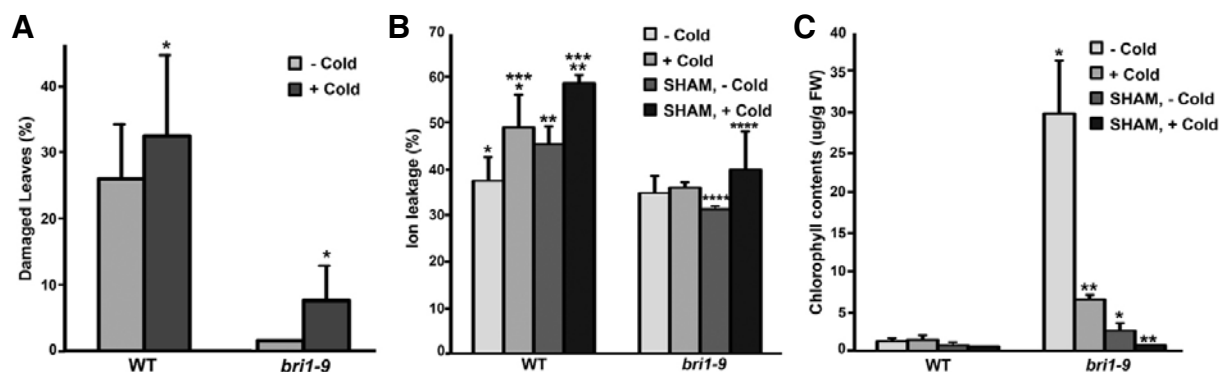 A
Damaged Leaves (%)
40
30
20
10
0
*
*
- Cold
+ Cold
WT
bri1-9
B
Ion leakage (%)
70
60
50
40
30
20
10
0
*
***
*
**
***
**
****
****
- Cold
+ Cold
SHAM, - Cold
SHAM, + Cold
WT
bri1-9
C
Chlorophyll contents (ug/g FW)
40
35
30
25
20
15
10
5
0
*
**
*
**
- Cold
+ Cold
SHAM, - Cold
SHAM, + Cold
WT
bri1-9